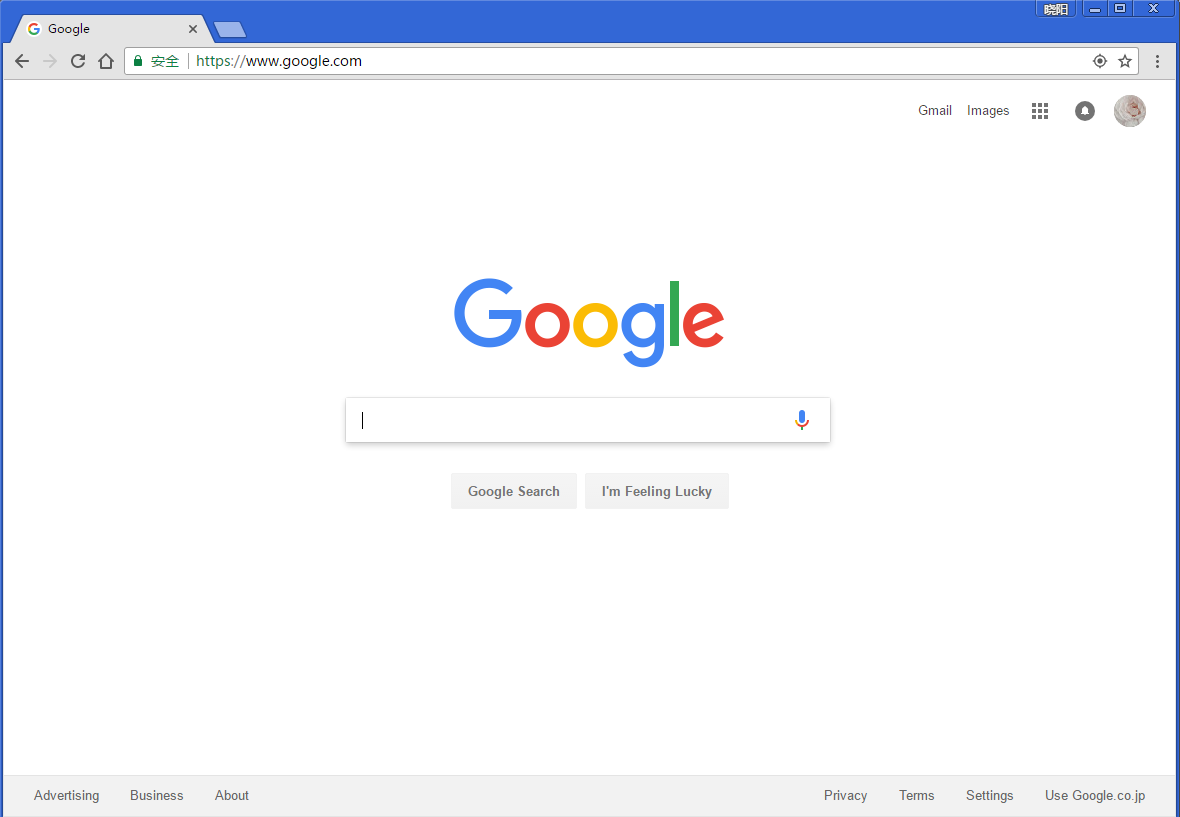 晓阳
Google
安全 https://www.google.com
Gmail Images
Google
Google Search I'm Feeling Lucky
Advertising Business About Privacy Terms Settings Use Google.co.jp